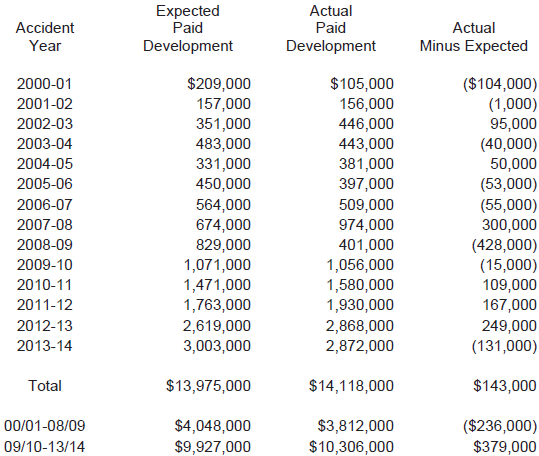 Expected Actual
Accident Paid Paid Actual
Year Development Development Minus Expected
2000-01 $209,000 $105,000 ($104,000)
2001-02 157,000 156,000 (1,000)
2002-03 351,000 446,000 95,000
2003-04 483,000 443,000 (40,000)
2004-05 331,000 381,000 50,000
2005-06 450,000 397,000 (53,000)
2006-07 564,000 509,000 (55,000)
2007-08 674,000 974,000 300,000
2008-09 829,000 401,000 (428,000)
2009-10 1,071,000 1,056,000 (15,000)
2010-11 1,471,000 1,580,000 109,000
2011-12 1,763,000 1,930,000 167,000
2012-13 2,619,000 2,868,000 249,000
2013-14 3,003,000 2,872,000 (131,000)
Total $13,975,000 $14,118,000 $143,000
00/01-08/09 $4,048,000 $3,812,000 ($236,000)
09/10-13/14 $9,927,000 $10,306,000 $379,000